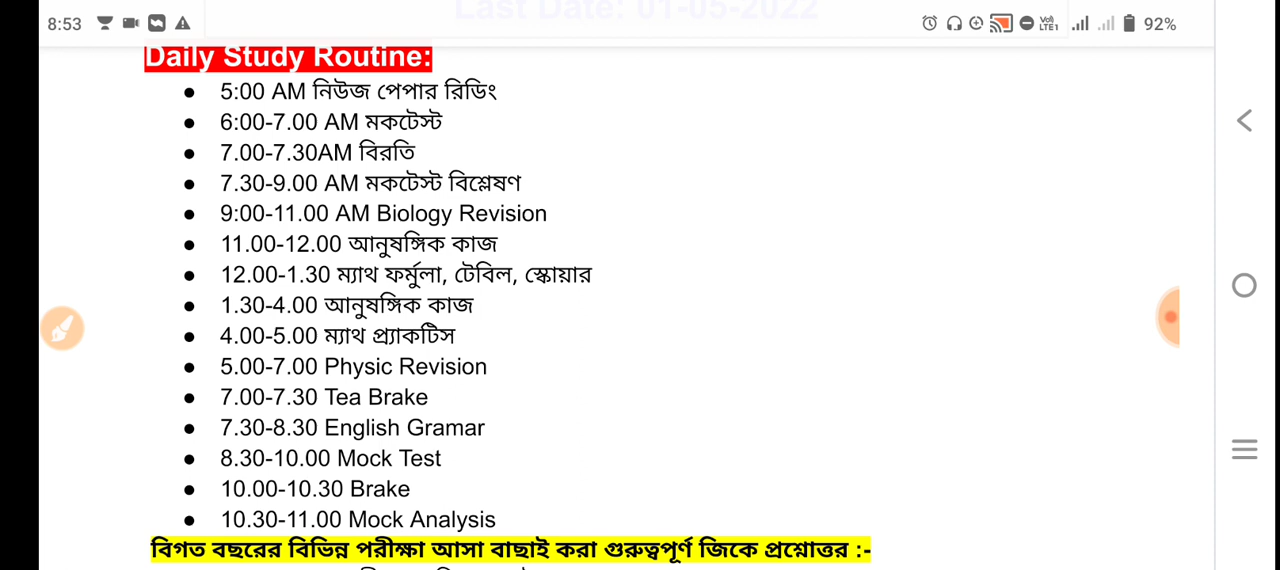 Last Date: 01-05-2022
8:53
92%
Daily Study Routine:
● 5:00 AM নিউজ পেপার রিডিং
● 6:00-7.00 AM মকটেস্ট
● 7.00-7.30AM বিরতি
● 7.30-9.00 AM মকটেস্ট বিশ্লেষণ
● 9:00-11.00 AM Biology Revision
● 11.00-12.00 আনুষঙ্গিক কাজ
● 12.00-1.30 ম্যাথ ফর্মুলা, টেবিল, স্কোয়ার
● 1.30-4.00 আনুষঙ্গিক কাজ
● 4.00-5.00 ম্যাথ প্র্যাকটিস
● 5.00-7.00 Physic Revision
● 7.00-7.30 Tea Brake
● 7.30-8.30 English Gramar
● 8.30-10.00 Mock Test
● 10.00-10.30 Brake
● 10.30-11.00 Mock Analysis
বিগত বছরের বিভিন্ন পরীক্ষা আসা বাছাই করা গুরুত্বপূর্ণ জিকে প্রশ্নোত্তর :-